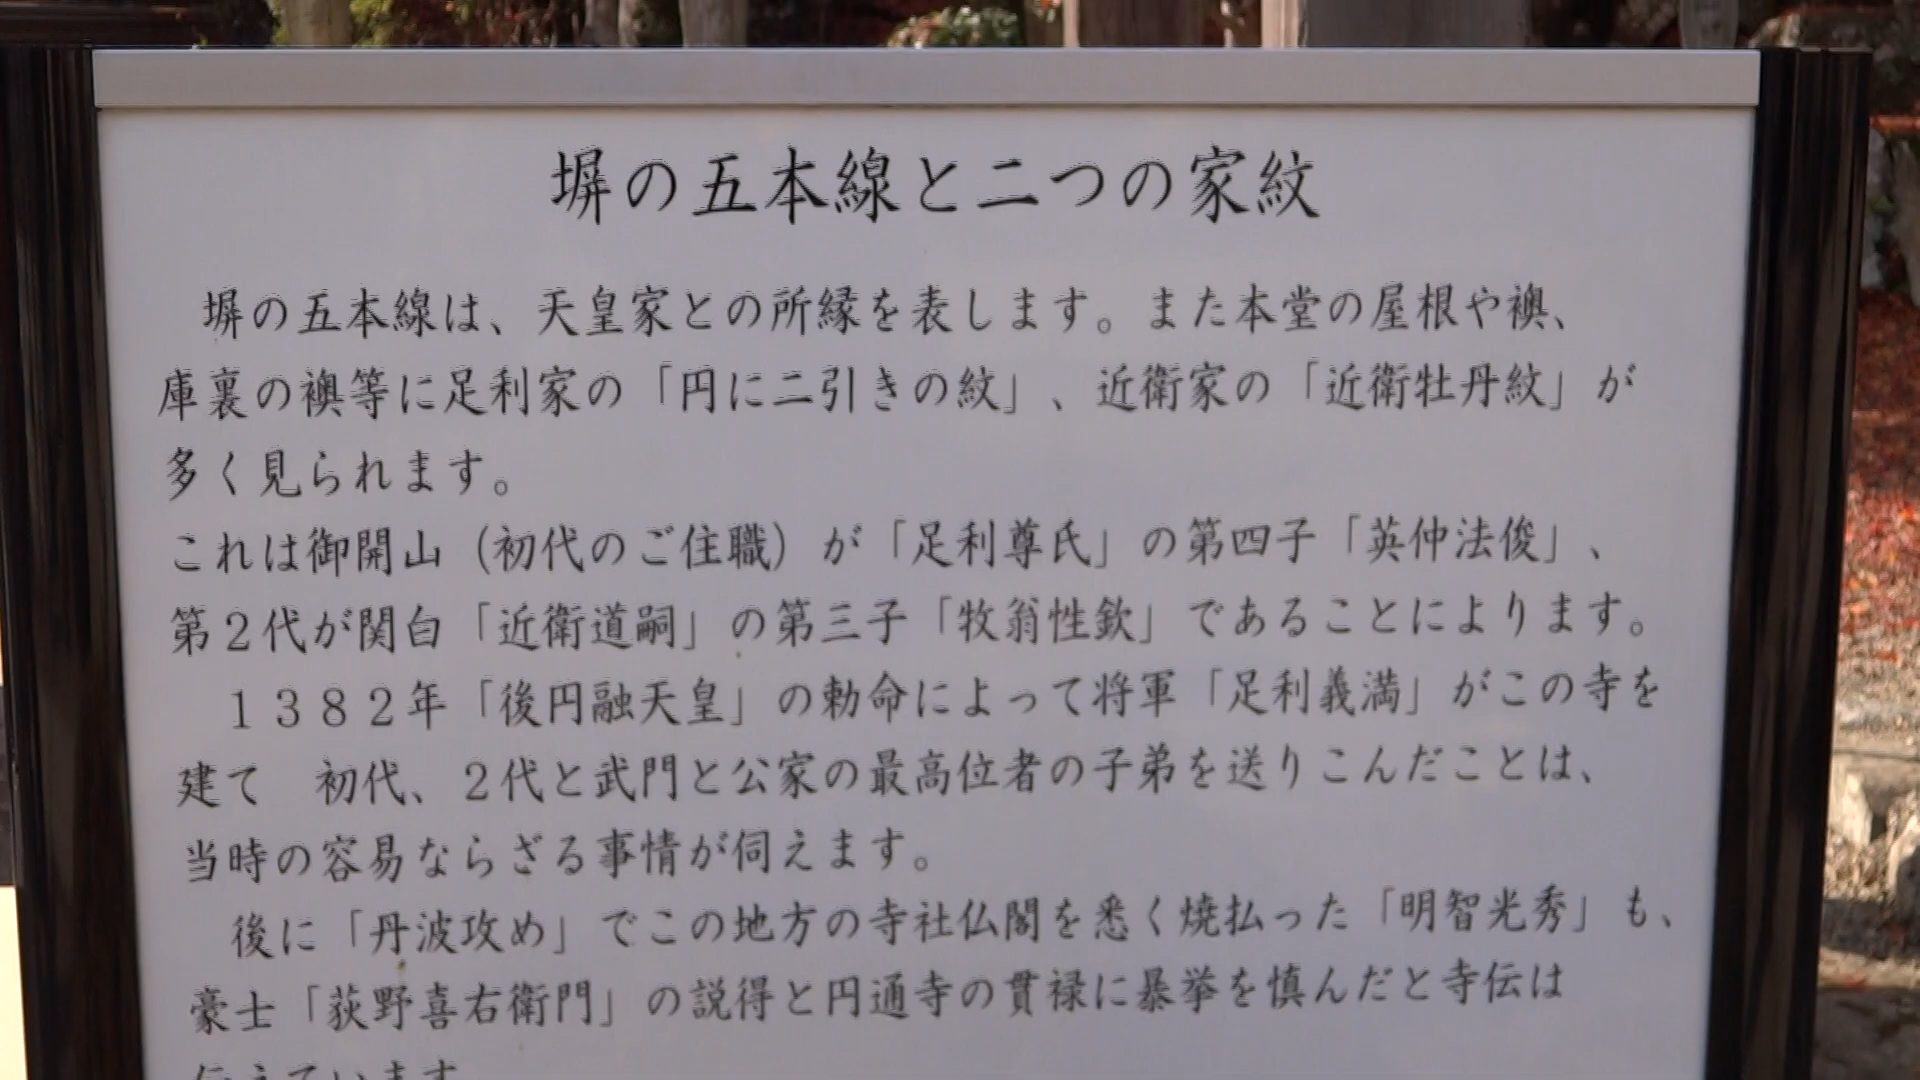 塀の五本線と二つの家紋
塀の五本線は、天皇家との所縁を表します。また本堂の屋根や襖、
庫裏の襖等に足利家の「円に二引きの紋」、近衛家の「近衛牡丹紋」が
多く見られます。
これは御開山（初代のご住職）が「足利尊氏」の第四子「英仲法俊」、
第２代が関白「近衛道嗣」の第三子「牧翁性欽」であることによります。
１３８２年「後円融天皇」の勅命によって将軍「足利義満」がこの寺を
建て　初代、２代と武門と公家の最高位者の子弟を送りこんだことは、
当時の容易ならざる事情が伺えます。
後に「丹波攻め」でこの地方の寺社仏閣を悉く焼払った「明智光秀」も、
豪士「荻野喜右衛門」の説得と円通寺の貫禄に暴挙を慎んだと寺伝は
伝えています